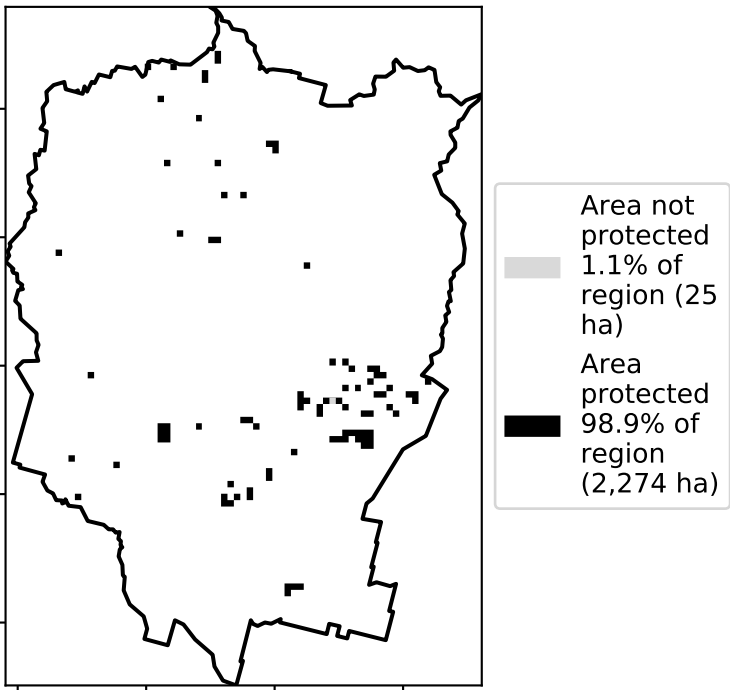 Area not
protected
1.1% of
region (25
ha)
Area
protected
98.9% of
region
(2,274 ha)